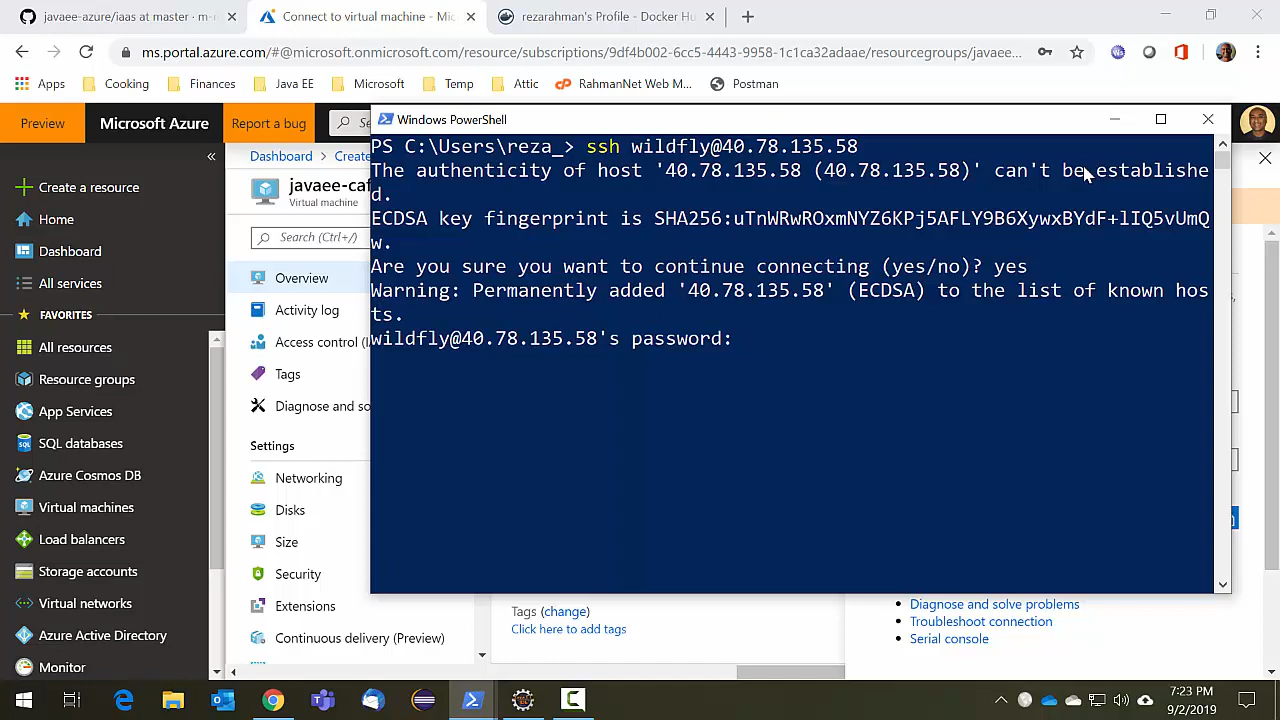 javaee-azure/iaas at master · m-r
Connect to virtual machine - Mic
rezarahman's Profile - Docker Hu
ms.portal.azure.com/#@microsoft.onmicrosoft.com/resource/subscriptions/9df4b002-6cc5-4443-9958-1c1ca32adaae/resourcegroups/javaee...
Apps
Cooking
Finances
Java EE
Microsoft
Temp
Attic
RahmanNet Web M...
Postman
Preview
Microsoft Azure
Report a bug
Se
Windows PowerShell
PS C:\Users\reza_> ssh wildfly@40.78.135.58
The authenticity of host '40.78.135.58 (40.78.135.58)' can't be establishe
d.
ECDSA key fingerprint is SHA256:uTnWRwROxmNYZ6KPj5AFLY9B6XywxBYdF+lIQ5vUmQ
w.
Are you sure you want to continue connecting (yes/no)? yes
Warning: Permanently added '40.78.135.58' (ECDSA) to the list of known hos
ts.
wildfly@40.78.135.58's password:
«
Create a resource
Home
Dashboard
All services
FAVORITES
All resources
Resource groups
App Services
SQL databases
Azure Cosmos DB
Virtual machines
Load balancers
Storage accounts
Virtual networks
Azure Active Directory
Monitor
Dashboard > Create
javaee-caf
Virtual machine
Search (Ctrl+/)
Overview
Activity log
Access control (I
Tags
Diagnose and so
Settings
Networking
Disks
Size
Security
Extensions
Continuous delivery (Preview)
Tags (change)
Click here to add tags
• Diagnose and solve problems
• Troubleshoot connection
• Serial console
7:23 PM
9/2/2019